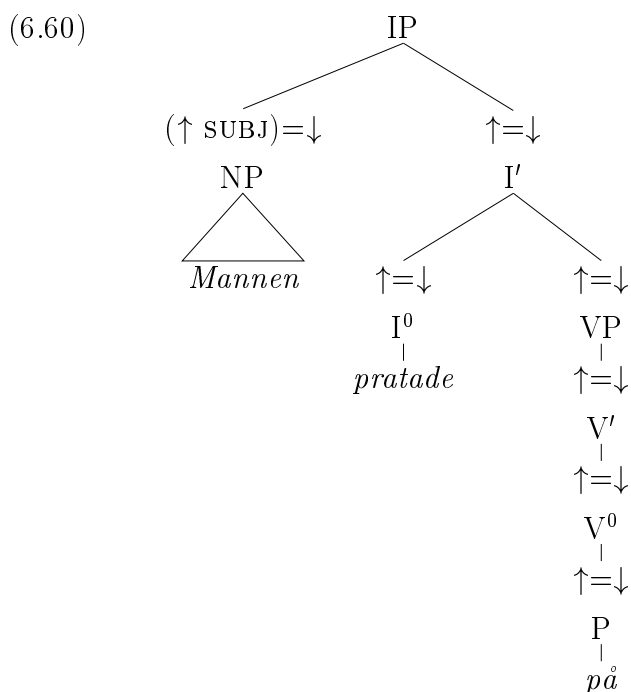 (6.60) IP
(↑ SUBJ)=↓ ↑=↓
NP I′
Mannen ↑=↓ ↑=↓
I⁰ VP
pratade ↑=↓
V′
↑=↓
V⁰
↑=↓
P
på